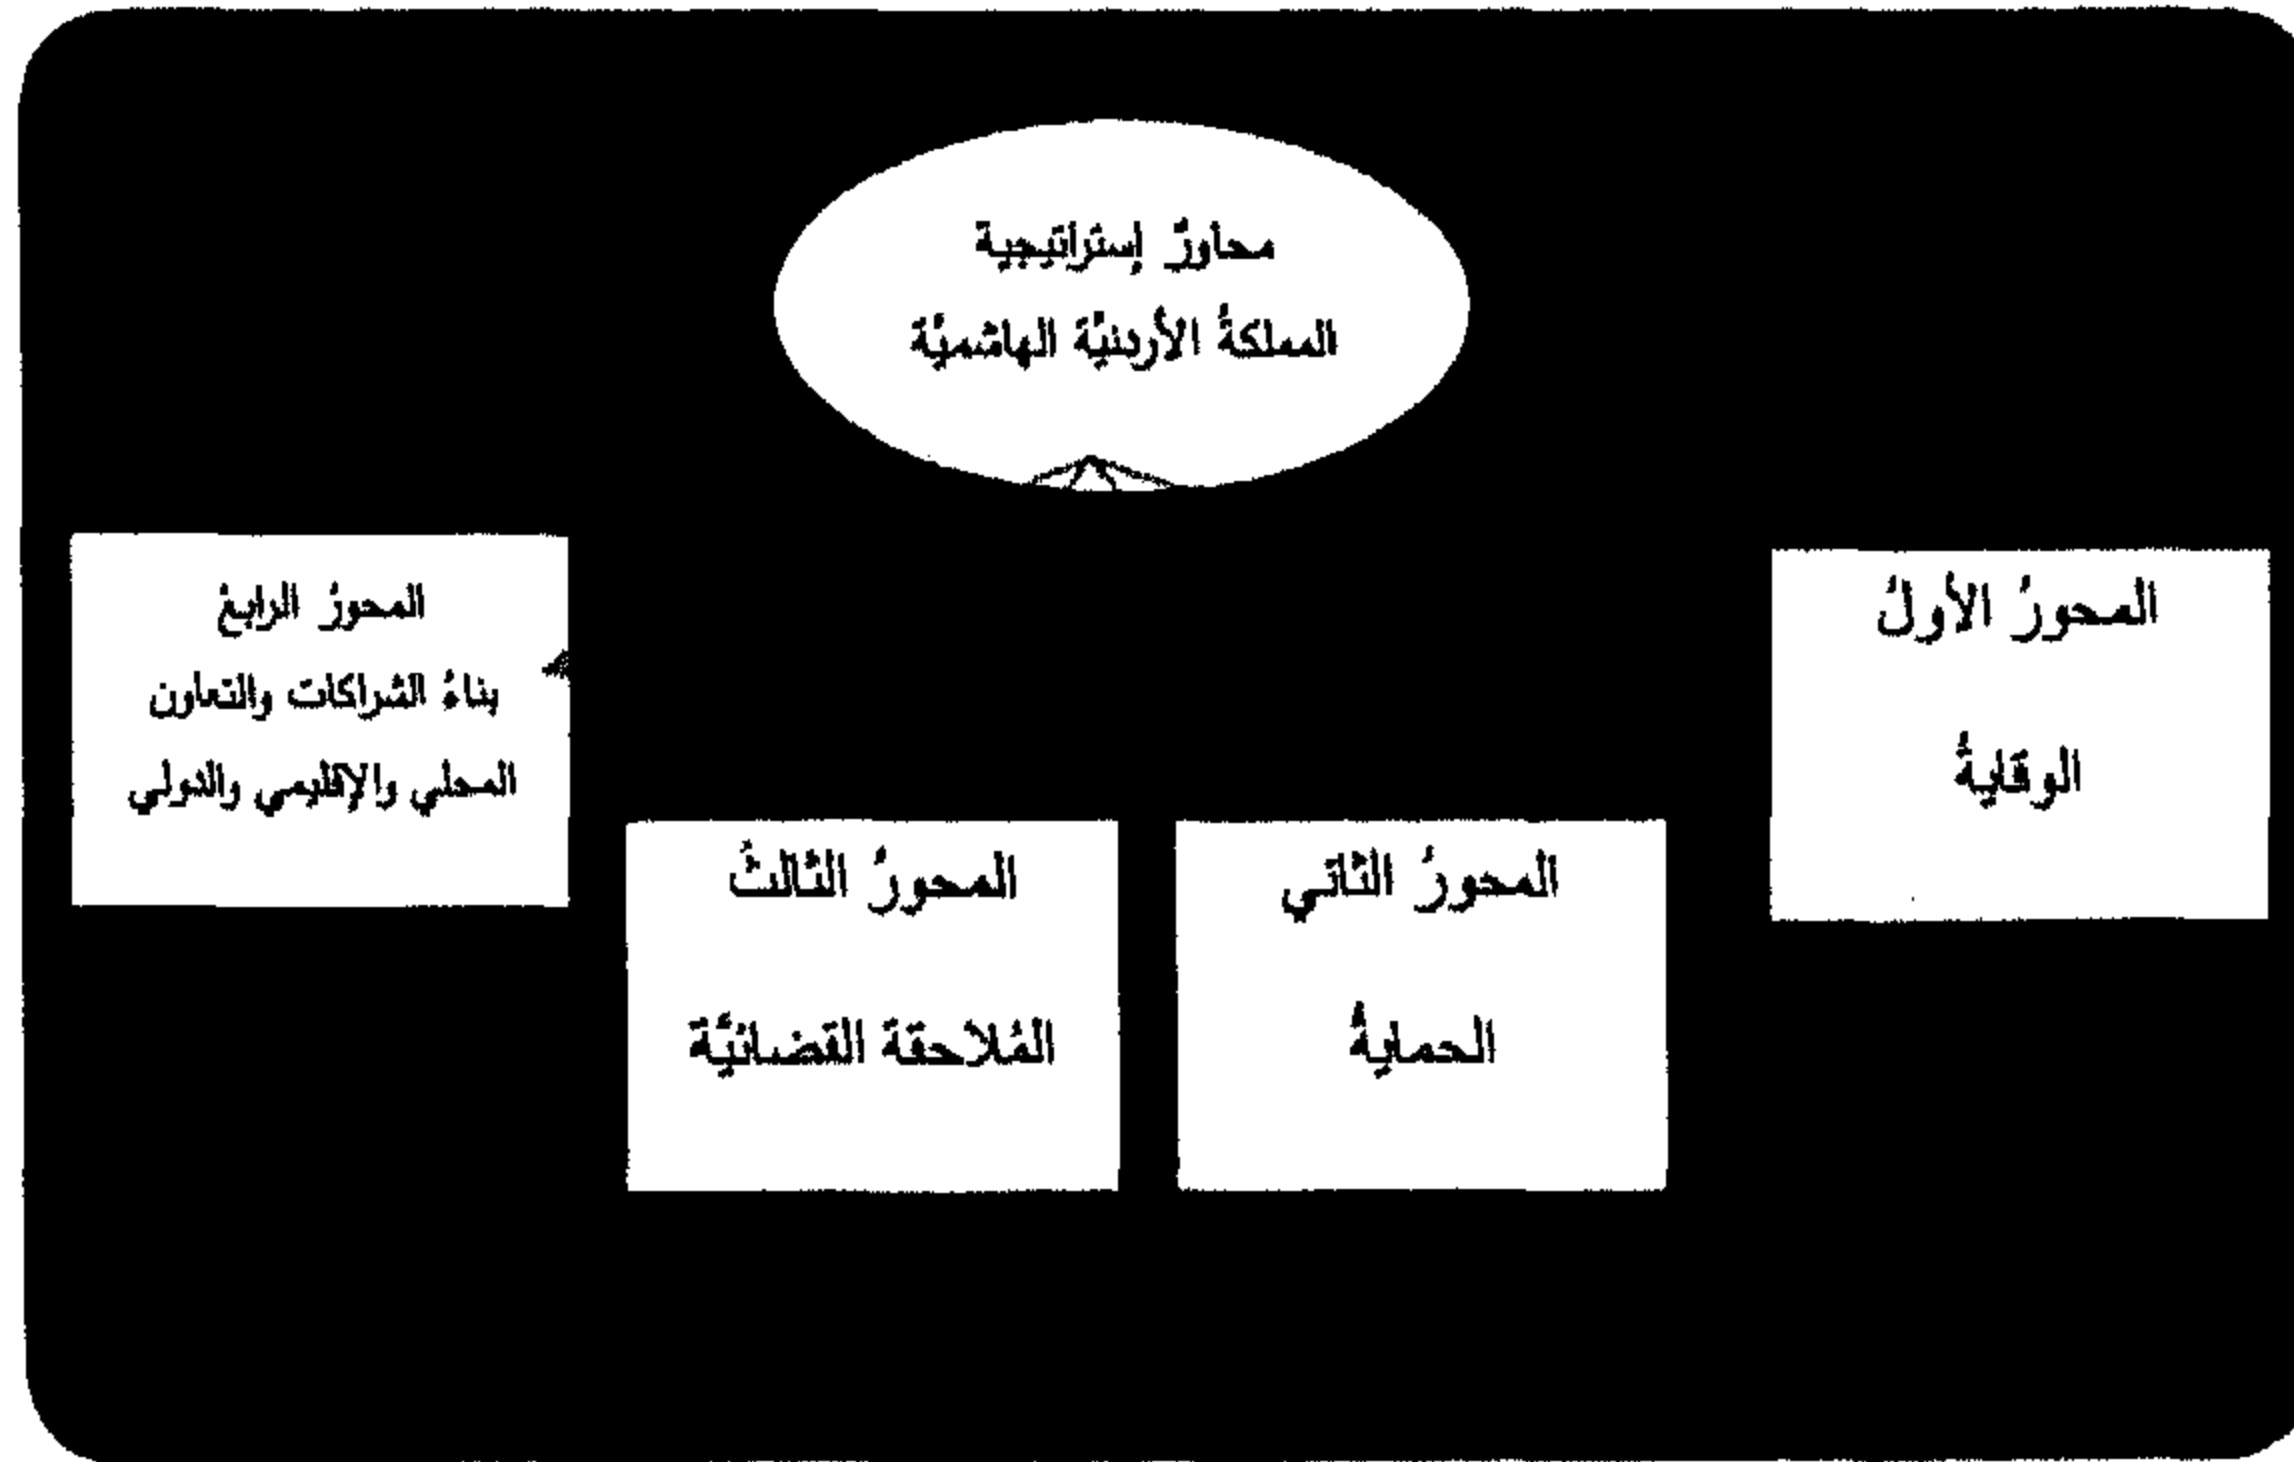 محاورُ إستراتيجية
المملكةُ الأردنيّة الهاشميّة
المحورُ الأولُ
الوقايةُ
المحورُ الثاني
الحمايةُ
المحورُ الثالثُ
المُلاحقة القضائيّة
المحورُ الرابعُ
بناءُ الشراكات والتعاون
المحلي والإقليمي والدولي